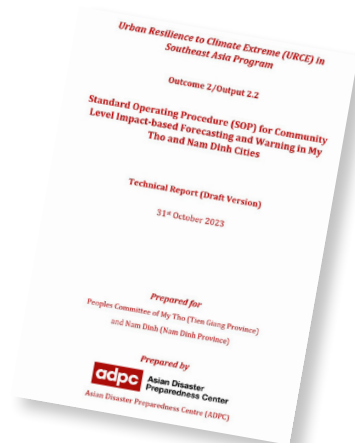 Urban Resilience to Climate Extreme (URCE) in
Southeast Asia Program
Outcome 2/Output 2.2
Standard Operating Procedure (SOP) for Community
Level Impact-based Forecasting and Warning in My
Tho and Nam Dinh Cities
Technical Report (Draft Version)
31st October 2023
Prepared for
Peoples Committee of My Tho (Tien Giang Province)
and Nam Dinh (Nam Dinh Province)
Prepared by
adpc
Asian Disaster
Preparedness Center
Asian Disaster Preparedness Centre (ADPC)